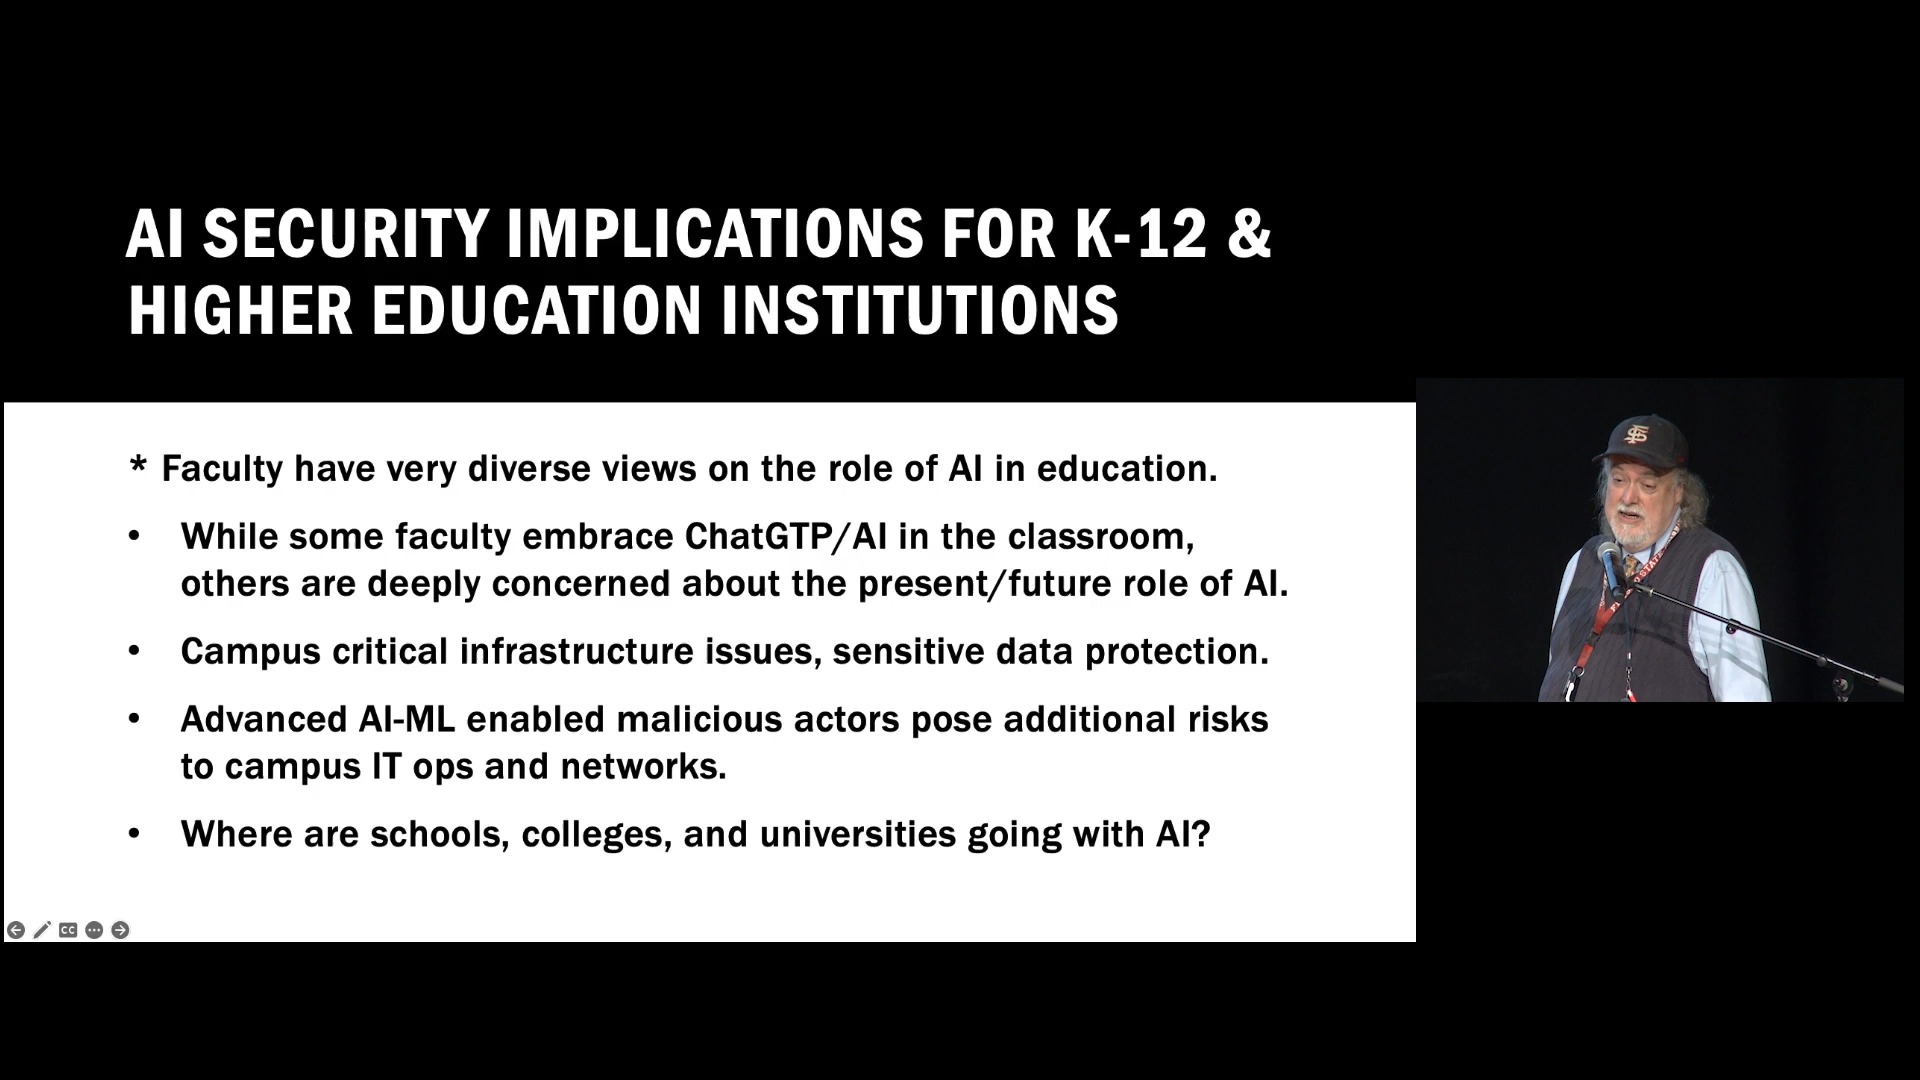 AI SECURITY IMPLICATIONS FOR K-12 &
HIGHER EDUCATION INSTITUTIONS
* Faculty have very diverse views on the role of AI in education.
• While some faculty embrace ChatGTP/AI in the classroom,
others are deeply concerned about the present/future role of AI.
• Campus critical infrastructure issues, sensitive data protection.
• Advanced AI-ML enabled malicious actors pose additional risks
to campus IT ops and networks.
• Where are schools, colleges, and universities going with AI?
CC